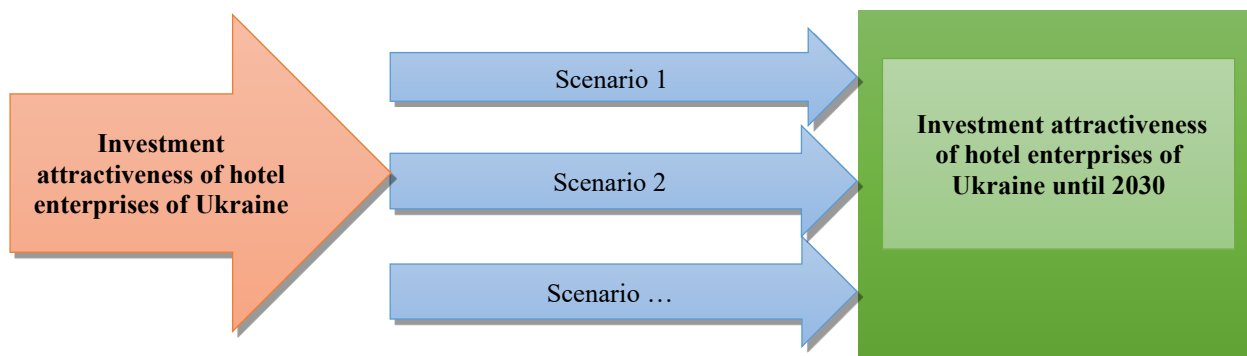 Investment
attractiveness of hotel
enterprises of Ukraine
Scenario 1
Scenario 2
Scenario …
Investment attractiveness
of hotel enterprises of
Ukraine until 2030